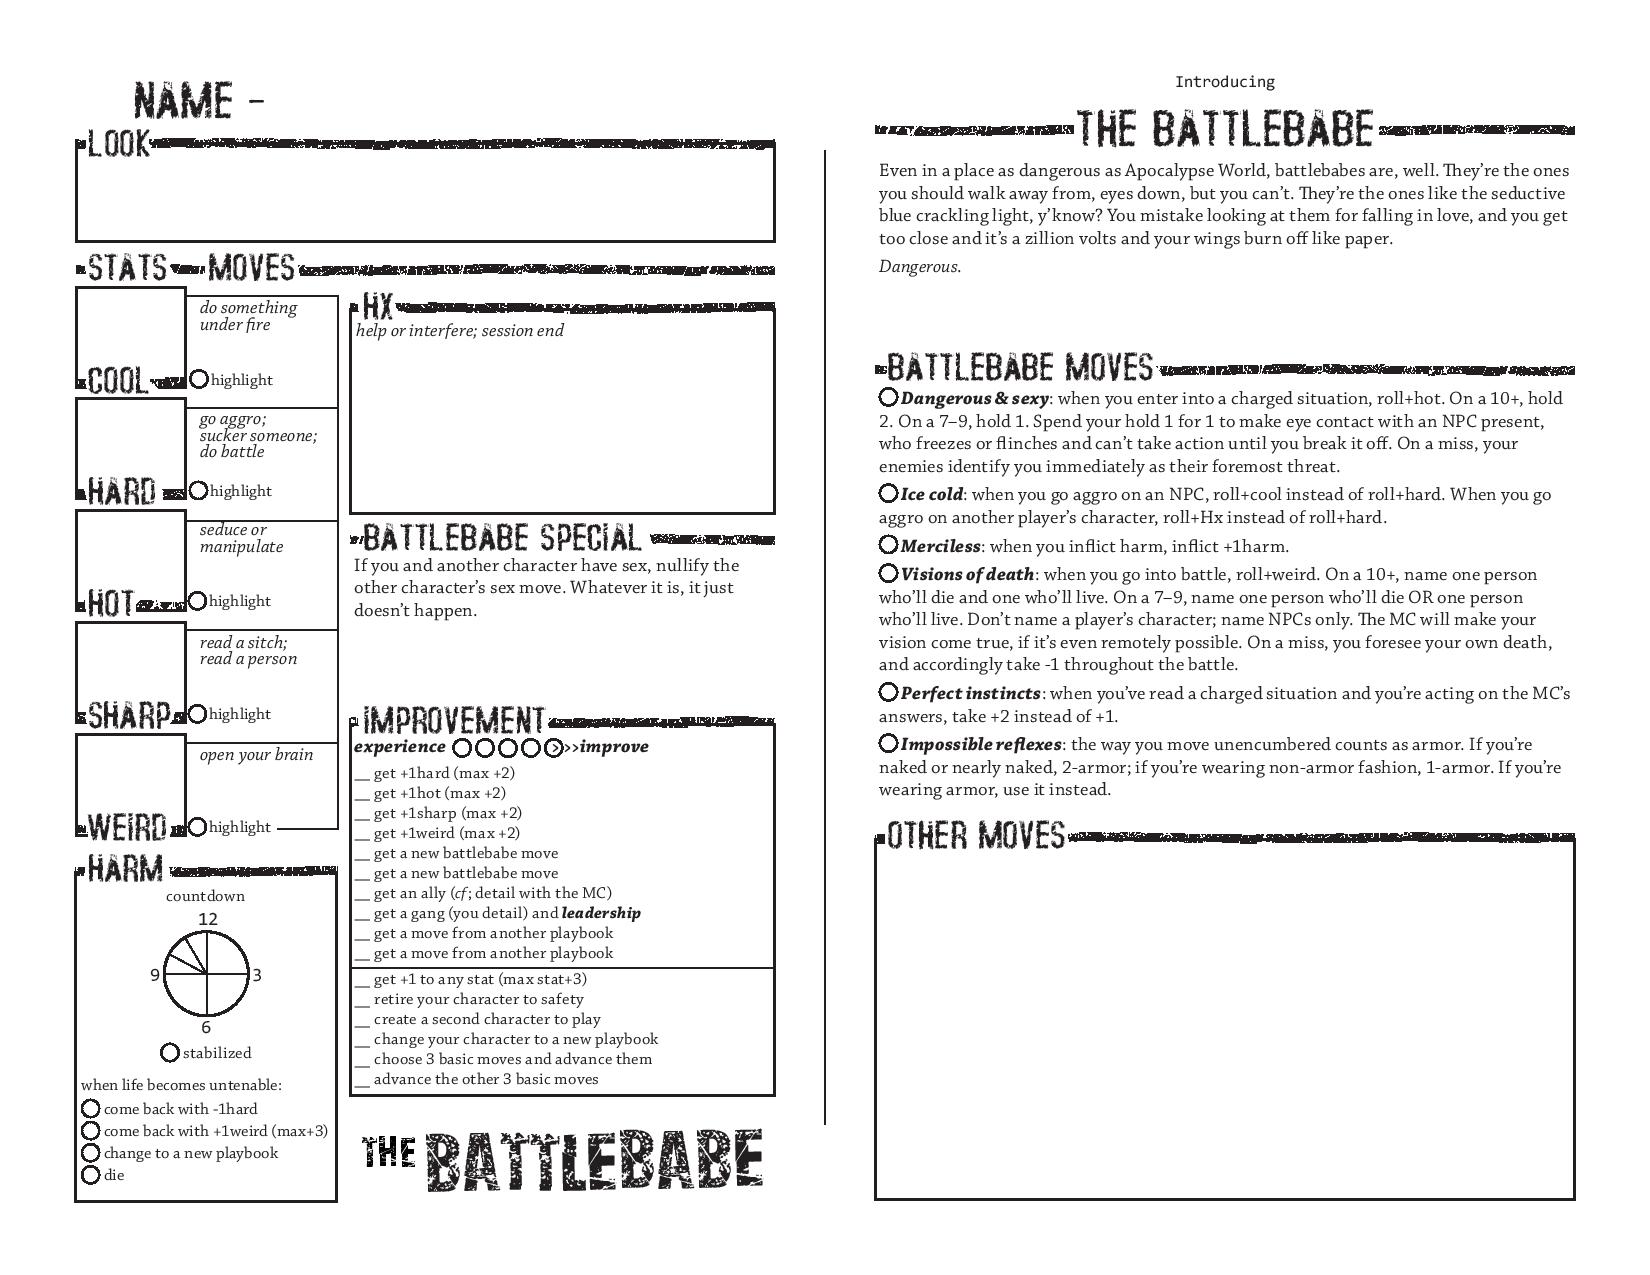 NAME –
LOOK
STATS MOVES
do something
under fire
COOL
highlight
go aggro;
sucker someone;
do battle
HARD
highlight
seduce or
manipulate
HOT
highlight
read a sitch;
read a person
SHARP
highlight
open your brain
WEIRD
highlight
HARM
countdown
12
9
3
6
stabilized
when life becomes untenable:
come back with -1hard
come back with +1weird (max+3)
change to a new playbook
die
HX
help or interfere; session end
BATTLEBABE SPECIAL
If you and another character have sex, nullify the
other character’s sex move. Whatever it is, it just
doesn’t happen.
IMPROVEMENT
experience >>>improve
__ get +1hard (max +2)
__ get +1hot (max +2)
__ get +1sharp (max +2)
__ get +1weird (max +2)
__ get a new battlebabe move
__ get a new battlebabe move
__ get an ally (cf; detail with the MC)
__ get a gang (you detail) and leadership
__ get a move from another playbook
__ get a move from another playbook
__ get +1 to any stat (max stat+3)
__ retire your character to safety
__ create a second character to play
__ change your character to a new playbook
__ choose 3 basic moves and advance them
__ advance the other 3 basic moves
THE BATTLEBABE
Introducing
THE BATTLEBABE
Even in a place as dangerous as Apocalypse World, battlebabes are, well. They’re the ones
you should walk away from, eyes down, but you can’t. They’re the ones like the seductive
blue crackling light, y’know? You mistake looking at them for falling in love, and you get
too close and it’s a zillion volts and your wings burn off like paper.
Dangerous.
BATTLEBABE MOVES
Dangerous & sexy: when you enter into a charged situation, roll+hot. On a 10+, hold
2. On a 7–9, hold 1. Spend your hold 1 for 1 to make eye contact with an NPC present,
who freezes or flinches and can’t take action until you break it off. On a miss, your
enemies identify you immediately as their foremost threat.
Ice cold: when you go aggro on an NPC, roll+cool instead of roll+hard. When you go
aggro on another player’s character, roll+Hx instead of roll+hard.
Merciless: when you inflict harm, inflict +1harm.
Visions of death: when you go into battle, roll+weird. On a 10+, name one person
who’ll die and one who’ll live. On a 7–9, name one person who’ll die OR one person
who’ll live. Don’t name a player’s character; name NPCs only. The MC will make your
vision come true, if it’s even remotely possible. On a miss, you foresee your own death,
and accordingly take -1 throughout the battle.
Perfect instincts: when you’ve read a charged situation and you’re acting on the MC’s
answers, take +2 instead of +1.
Impossible reflexes: the way you move unencumbered counts as armor. If you’re
naked or nearly naked, 2-armor; if you’re wearing non-armor fashion, 1-armor. If you’re
wearing armor, use it instead.
OTHER MOVES